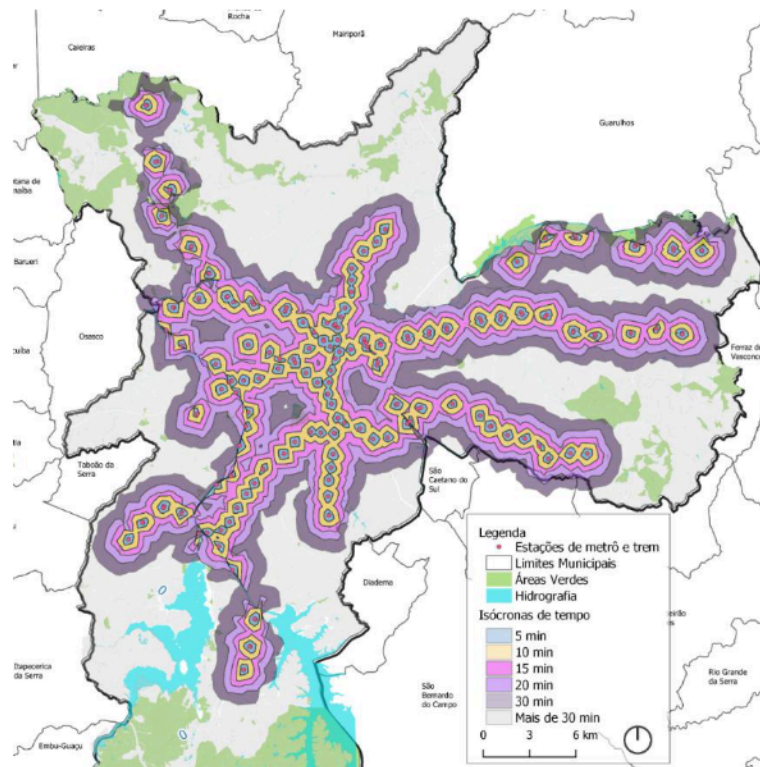 da Rocha
Mairiporã
Caieiras
Guarulhos
tana de
Barueri
Osasco
Ferraz de
Vasconc
Taboão da
Serra
São
Caetano do
Sul
Diadema
Itapecerica
da Serra
São
Bernardo do
Campo
Rio Grande
da Serra
Embu-Guaçu
Legenda
Estações de metrô e trem
Limites Municipais
Áreas Verdes
Hidrografia
Isócronas de tempo
5 min
10 min
15 min
20 min
30 min
Mais de 30 min
0 3 6 km